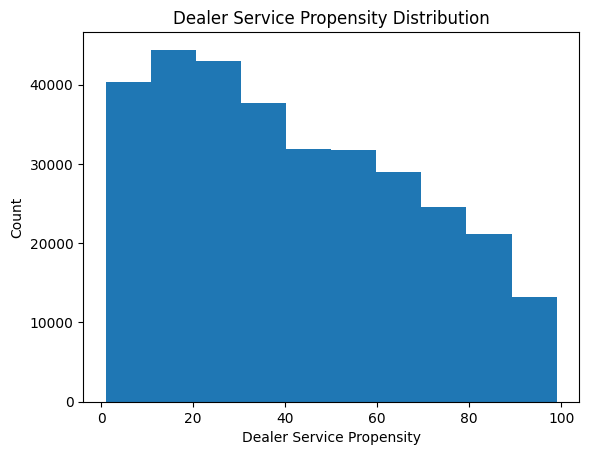 Dealer Service Propensity Distribution
40000
30000
20000
10000
0
Count
0 20 40 60 80 100
Dealer Service Propensity